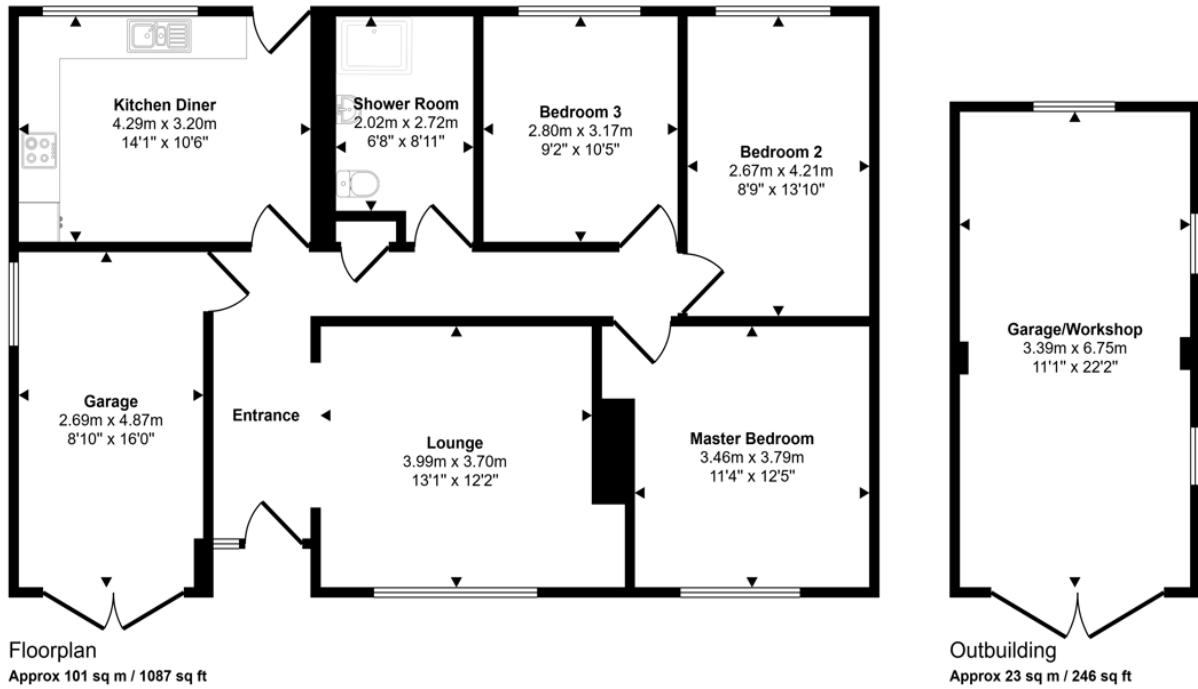 Kitchen Diner
4.29m x 3.20m
14'1" x 10'6"
Shower Room
2.02m x 2.72m
6'8" x 8'11"
Bedroom 3
2.80m x 3.17m
9'2" x 10'5"
Bedroom 2
2.67m x 4.21m
8'9" x 13'10"
Garage/Workshop
3.39m x 6.75m
11'1" x 22'2"
Garage
2.69m x 4.87m
8'10" x 16'0"
Entrance
Lounge
3.99m x 3.70m
13'1" x 12'2"
Master Bedroom
3.46m x 3.79m
11'4" x 12'5"
Floorplan
Approx 101 sq m / 1087 sq ft
Outbuilding
Approx 23 sq m / 246 sq ft